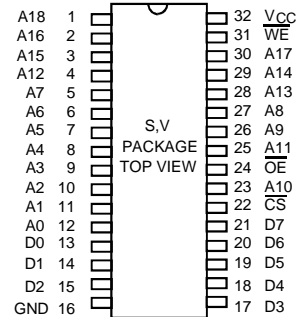 A18 1 32 VCC
A16 2 31 W̅E̅
A15 3 30 A17
A12 4 29 A14
A7 5 28 A13
A6 6 27 A8
A5 7 S,V 26 A9
A4 8 PACKAGE 25 A11
A3 9 TOP VIEW 24 O̅E̅
A2 10 23 A10
A1 11 22 C̅S̅
A0 12 21 D7
D0 13 20 D6
D1 14 19 D5
D2 15 18 D4
GND 16 17 D3